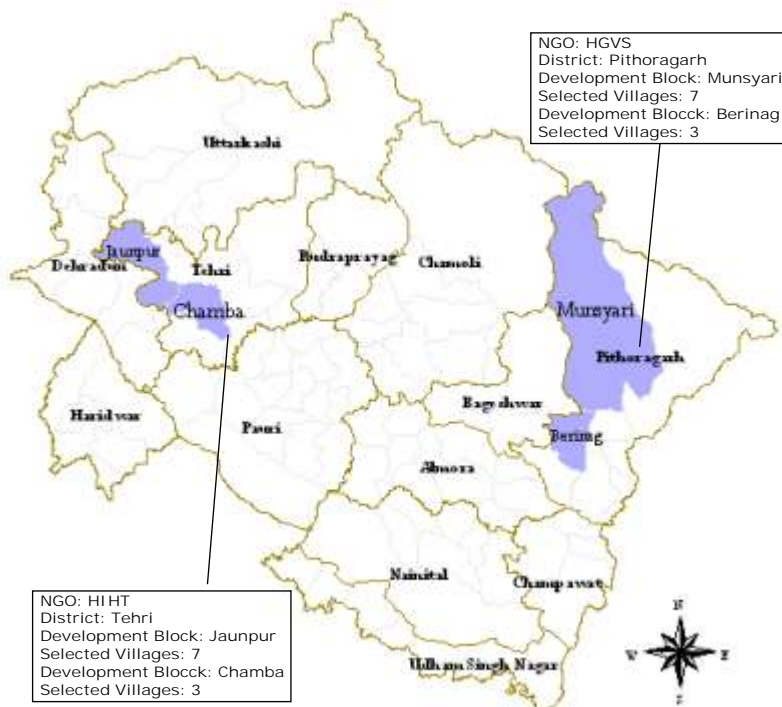 NGO: HGVS
District: Pithoragarh
Development Block: Munsyari
Selected Villages: 7
Development Blocck: Berinag
Selected Villages: 3
Uttarkashi
Jaunpur
Dehradun
Tehri
Rudraprayag
Chamoli
Chamba
Munsyari
Pithoragarh
Haridwar
Pauri
Bageshwar
Berinag
Almora
Nainital
Champawat
Udham Singh Nagar
NGO: HIHT
District: Tehri
Development Block: Jaunpur
Selected Villages: 7
Development Blocck: Chamba
Selected Villages: 3
N
W E
S